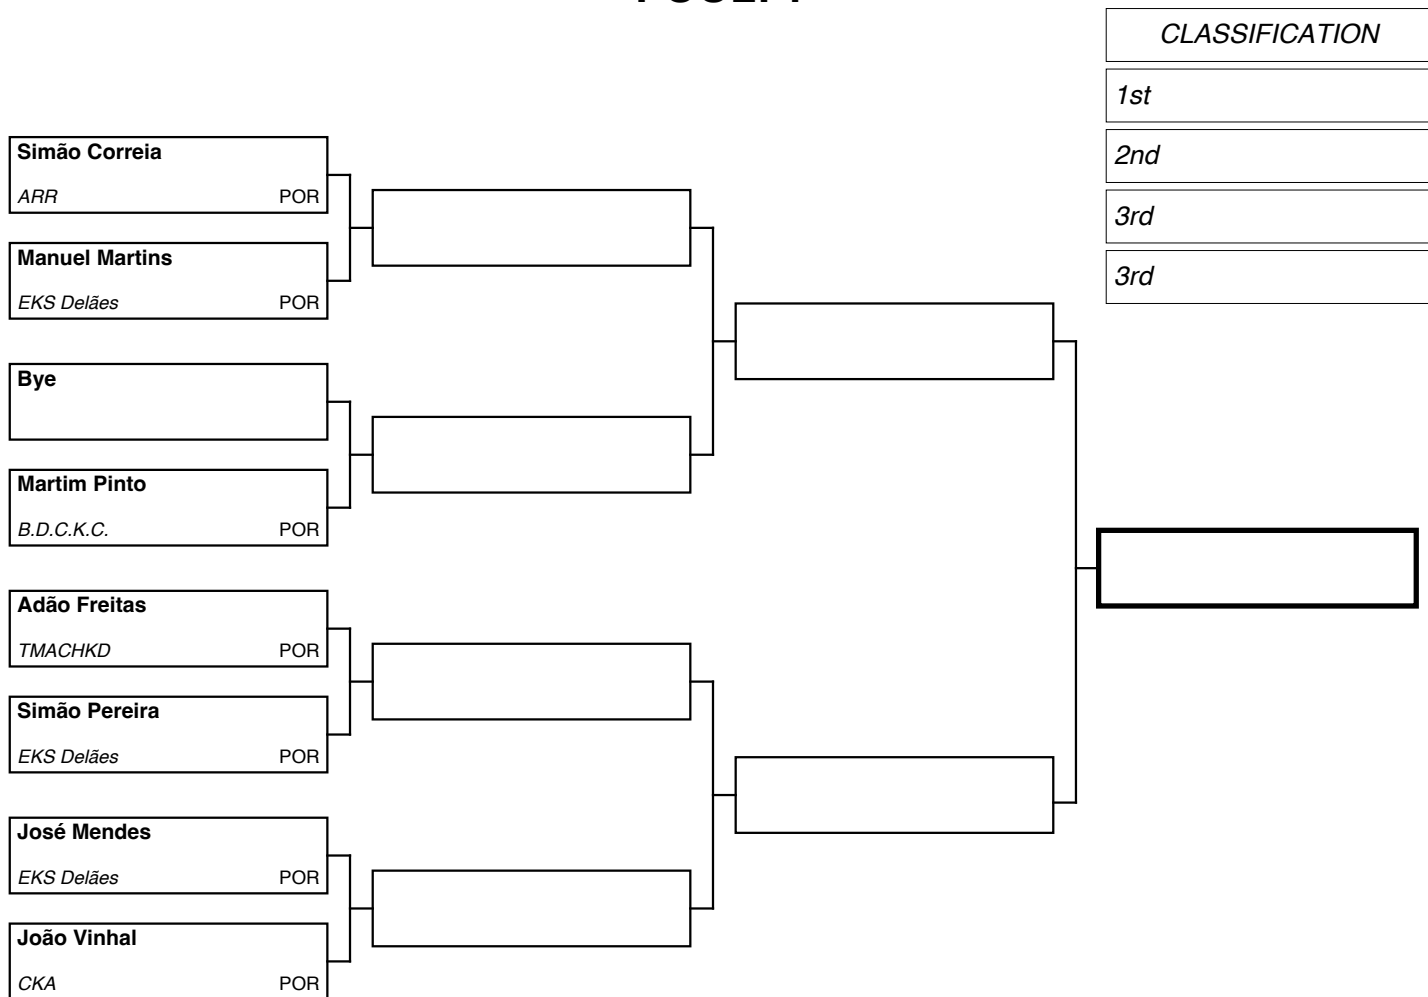 CLASSIFICATION
1st
2nd
3rd
3rd
Simão Correia
ARR POR
Manuel Martins
EKS Delães POR
Bye
Martim Pinto
B.D.C.K.C. POR
Adão Freitas
TMACHKD POR
Simão Pereira
EKS Delães POR
José Mendes
EKS Delães POR
João Vinhal
CKA POR